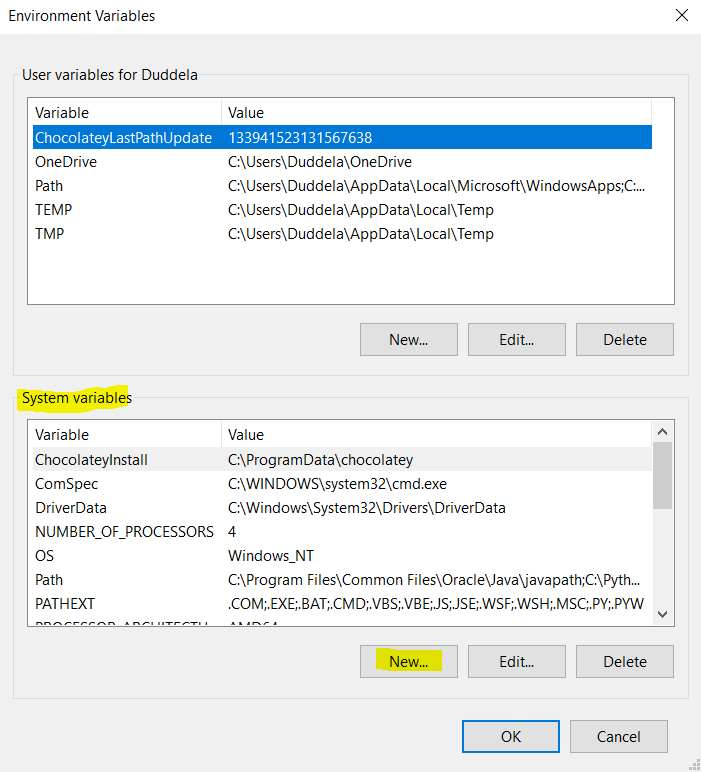 Environment Variables
User variables for Duddela
Variable Value
ChocolateyLastPathUpdate 133941523131567638
OneDrive C:\Users\Duddela\OneDrive
Path C:\Users\Duddela\AppData\Local\Microsoft\WindowsApps;C:...
TEMP C:\Users\Duddela\AppData\Local\Temp
TMP C:\Users\Duddela\AppData\Local\Temp
New... Edit... Delete
System variables
Variable Value
ChocolateyInstall C:\ProgramData\chocolatey
ComSpec C:\WINDOWS\system32\cmd.exe
DriverData C:\Windows\System32\Drivers\DriverData
NUMBER_OF_PROCESSORS 4
OS Windows_NT
Path C:\Program Files\Common Files\Oracle\Java\javapath;C:\Pyth...
PATHEXT .COM;.EXE;.BAT;.CMD;.VBS;.VBE;.JS;.JSE;.WSF;.WSH;.MSC;.PY;.PYW
PROCESSOR_ARCHITECTU... AMD64
New... Edit... Delete
OK Cancel